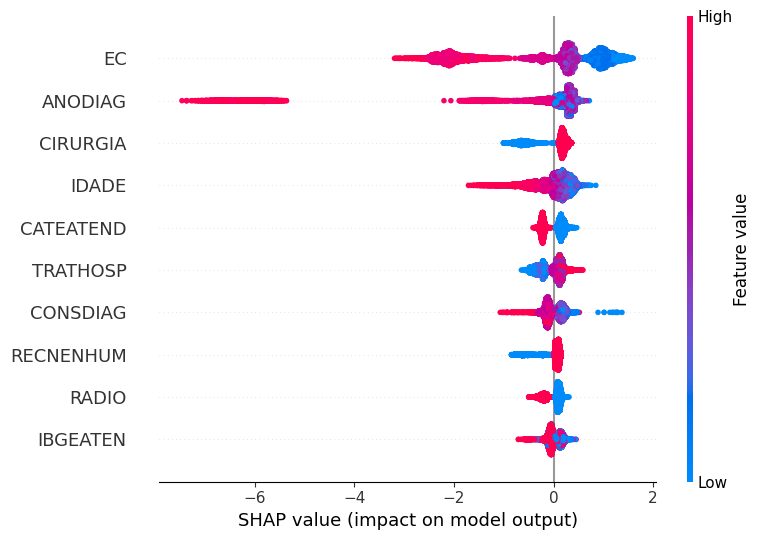 High
EC
ANODIAG
CIRURGIA
IDADE
CATEATEND
TRATHOSP
CONSDIAG
RECNENHUM
RADIO
IBGEATEN
Feature value
Low
−6 −4 −2 0 2
SHAP value (impact on model output)